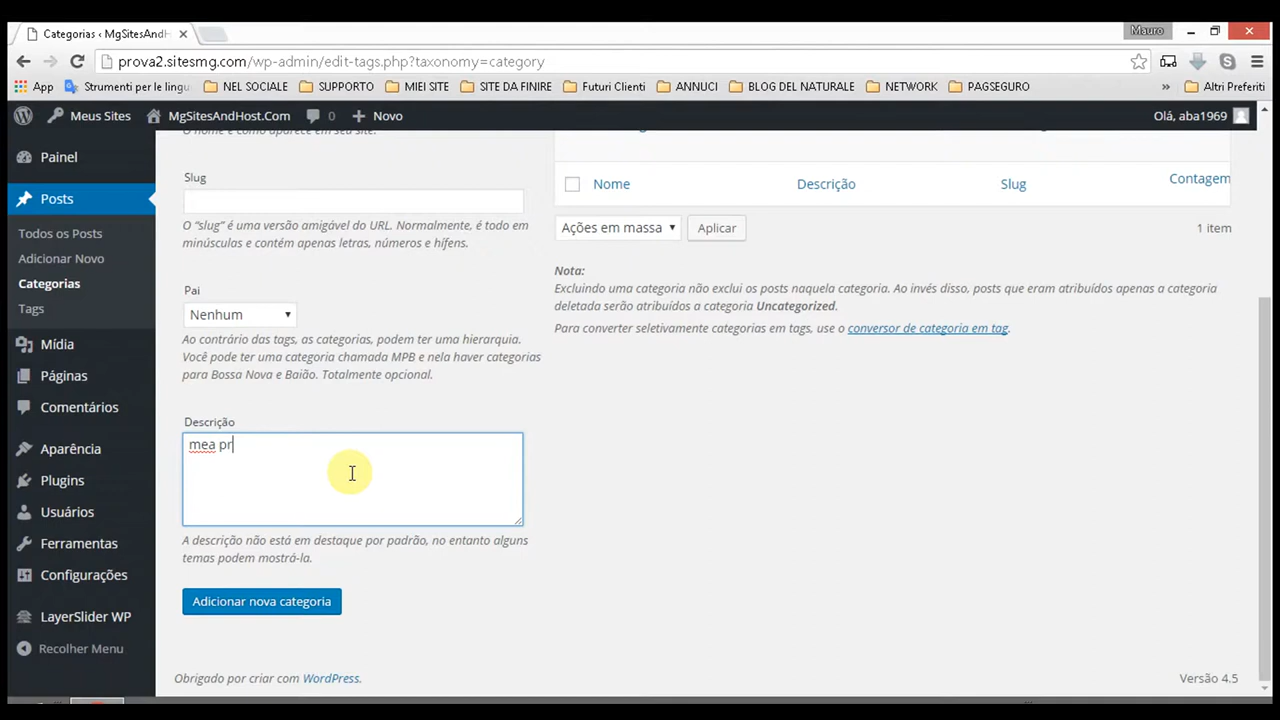 Categorias ‹ MgSitesAndH
Mauro
prova2.sitesmg.com/wp-admin/edit-tags.php?taxonomy=category
App
Strumenti per le lingu
NEL SOCIALE
SUPPORTO
MIEI SITE
SITE DA FINIRE
Futuri Clienti
ANNUCI
BLOG DEL NATURALE
NETWORK
PAGSEGURO
»
Altri Preferiti
Meus Sites
MgSitesAndHost.Com
0
Novo
Olá, aba1969
Painel
Posts
Todos os Posts
Adicionar Novo
Categorias
Tags
Mídia
Páginas
Comentários
Aparência
Plugins
Usuários
Ferramentas
Configurações
LayerSlider WP
Recolher Menu
O nome é como aparece em seu site.
Slug
O “slug” é uma versão amigável do URL. Normalmente, é todo em
minúsculas e contém apenas letras, números e hífens.
Pai
Nenhum
Ao contrário das tags, as categorias, podem ter uma hierarquia.
Você pode ter uma categoria chamada MPB e nela haver categorias
para Bossa Nova e Baião. Totalmente opcional.
Descrição
mea pr
A descrição não está em destaque por padrão, no entanto alguns
temas podem mostrá-la.
Adicionar nova categoria
Nome
Descrição
Slug
Contagem
Ações em massa
Aplicar
1 item
Nota:
Excluindo uma categoria não exclui os posts naquela categoria. Ao invés disso, posts que eram atribuídos apenas a categoria
deletada serão atribuídos a categoria Uncategorized.
Para converter seletivamente categorias em tags, use o conversor de categoria em tag.
Obrigado por criar com WordPress.
Versão 4.5